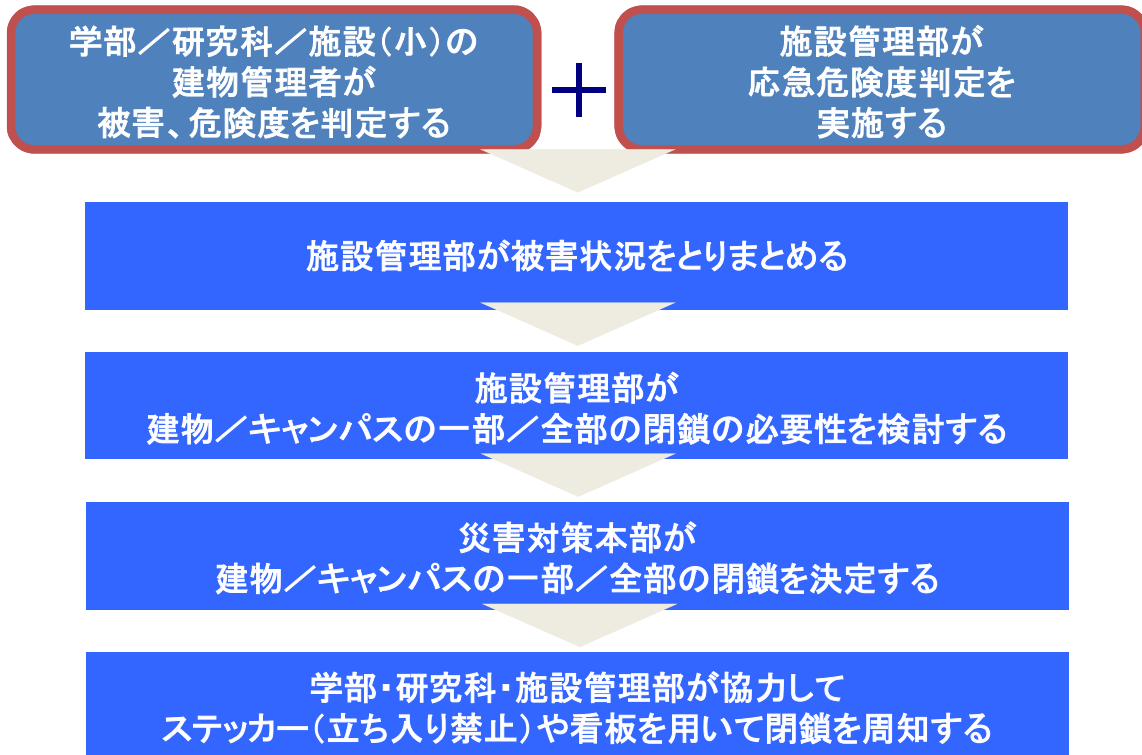 学部／研究科／施設（小）の
建物管理者が
被害、危険度を判定する
＋
施設管理部が
応急危険度判定を
実施する
施設管理部が被害状況をとりまとめる
施設管理部が
建物／キャンパスの一部／全部の閉鎖の必要性を検討する
災害対策本部が
建物／キャンパスの一部／全部の閉鎖を決定する
学部・研究科・施設管理部が協力して
ステッカー（立ち入り禁止）や看板を用いて閉鎖を周知する